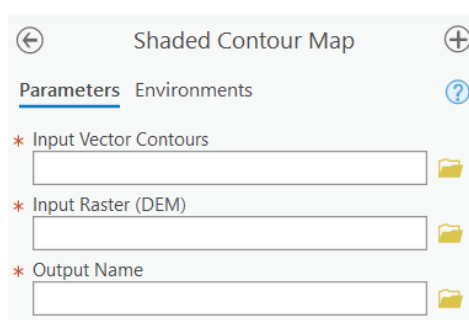 Shaded Contour Map
Parameters Environments
* Input Vector Contours
* Input Raster (DEM)
* Output Name